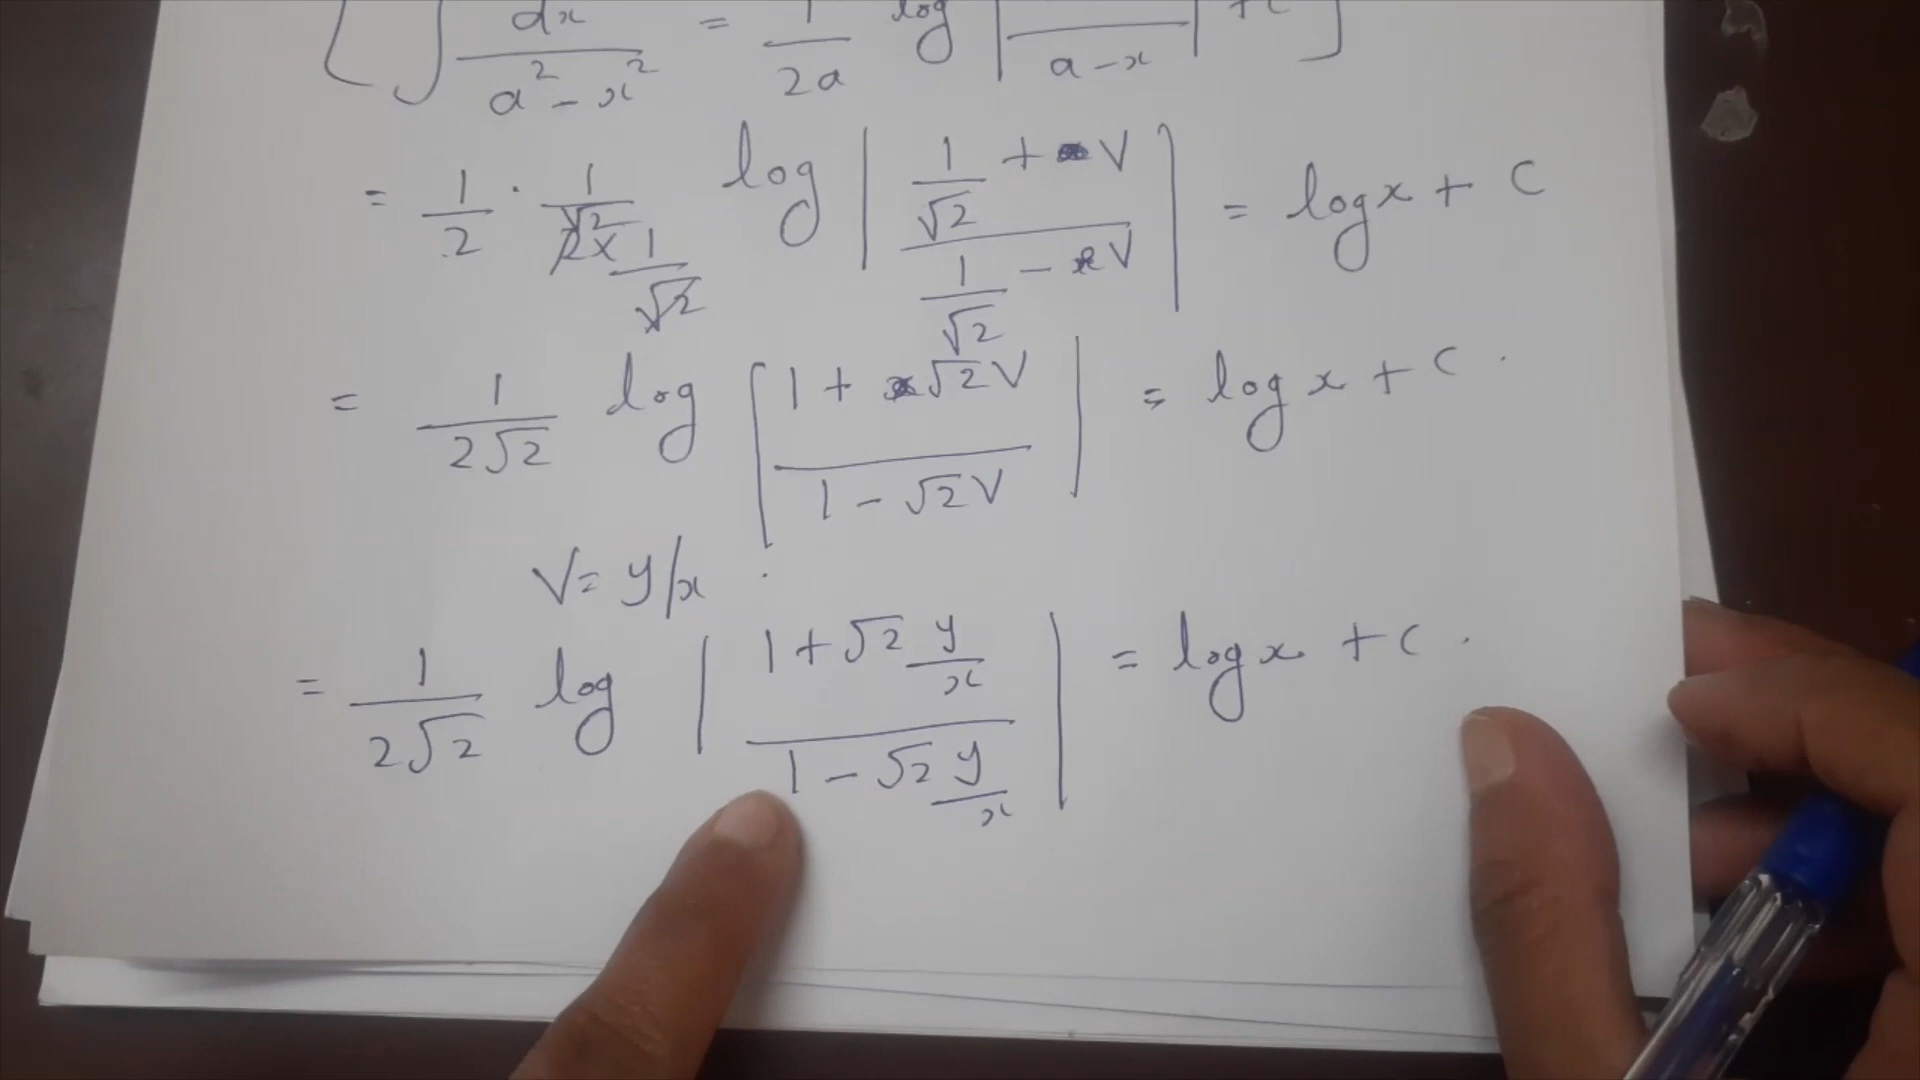 [ ∫ dx/(a² - x²) = 1/2a log | /(a-x) | + c ]
= 1/2 · 1/(2x 1/√2) log | (1/√2 + V)/(1/√2 - V) | = log x + C
= 1/(2√2) log | (1 + √2 V)/(1 - √2 V) | = log x + C .
V = y/x .
= 1/(2√2) log | (1 + √2 y/x)/(1 - √2 y/x) | = log x + C .